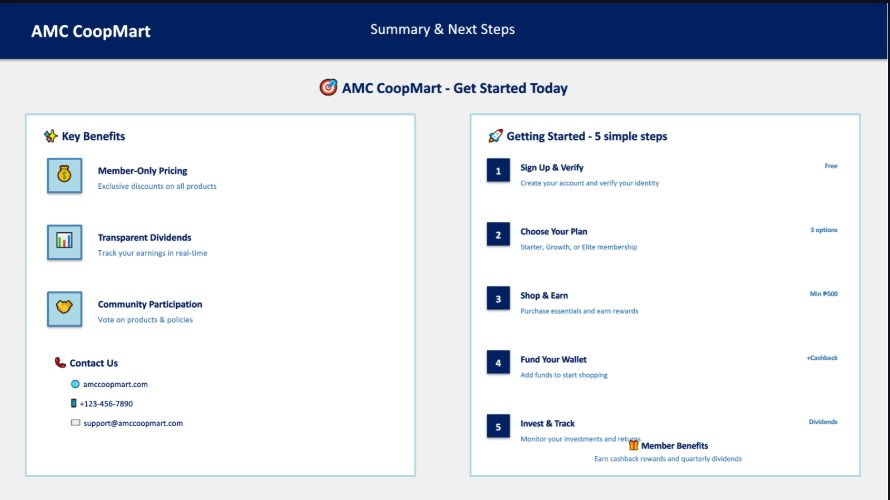 AMC CoopMart
Summary & Next Steps
AMC CoopMart - Get Started Today
Key Benefits
Member-Only Pricing
Exclusive discounts on all products
Transparent Dividends
Track your earnings in real-time
Community Participation
Vote on products & policies
Contact Us
amccoopmart.com
+123-456-7890
support@amccoopmart.com
Getting Started - 5 simple steps
1 Sign Up & Verify Free
Create your account and verify your identity
2 Choose Your Plan 3 options
Starter, Growth, or Elite membership
3 Shop & Earn Min ₱500
Purchase essentials and earn rewards
4 Fund Your Wallet +Cashback
Add funds to start shopping
5 Invest & Track Dividends
Monitor your investments and returns
Member Benefits
Earn cashback rewards and quarterly dividends